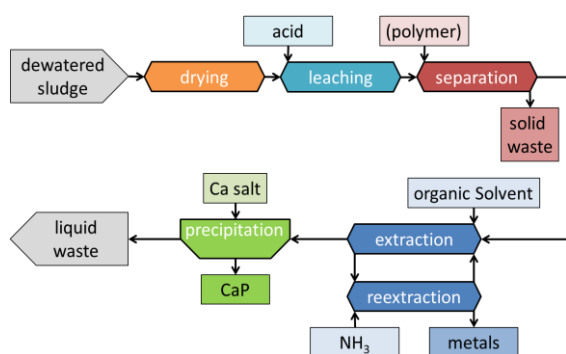 acid
(polymer)
dewatered
sludge
drying
leaching
separation
solid
waste
Ca salt
organic Solvent
liquid
waste
precipitation
extraction
CaP
reextraction
NH₃
metals